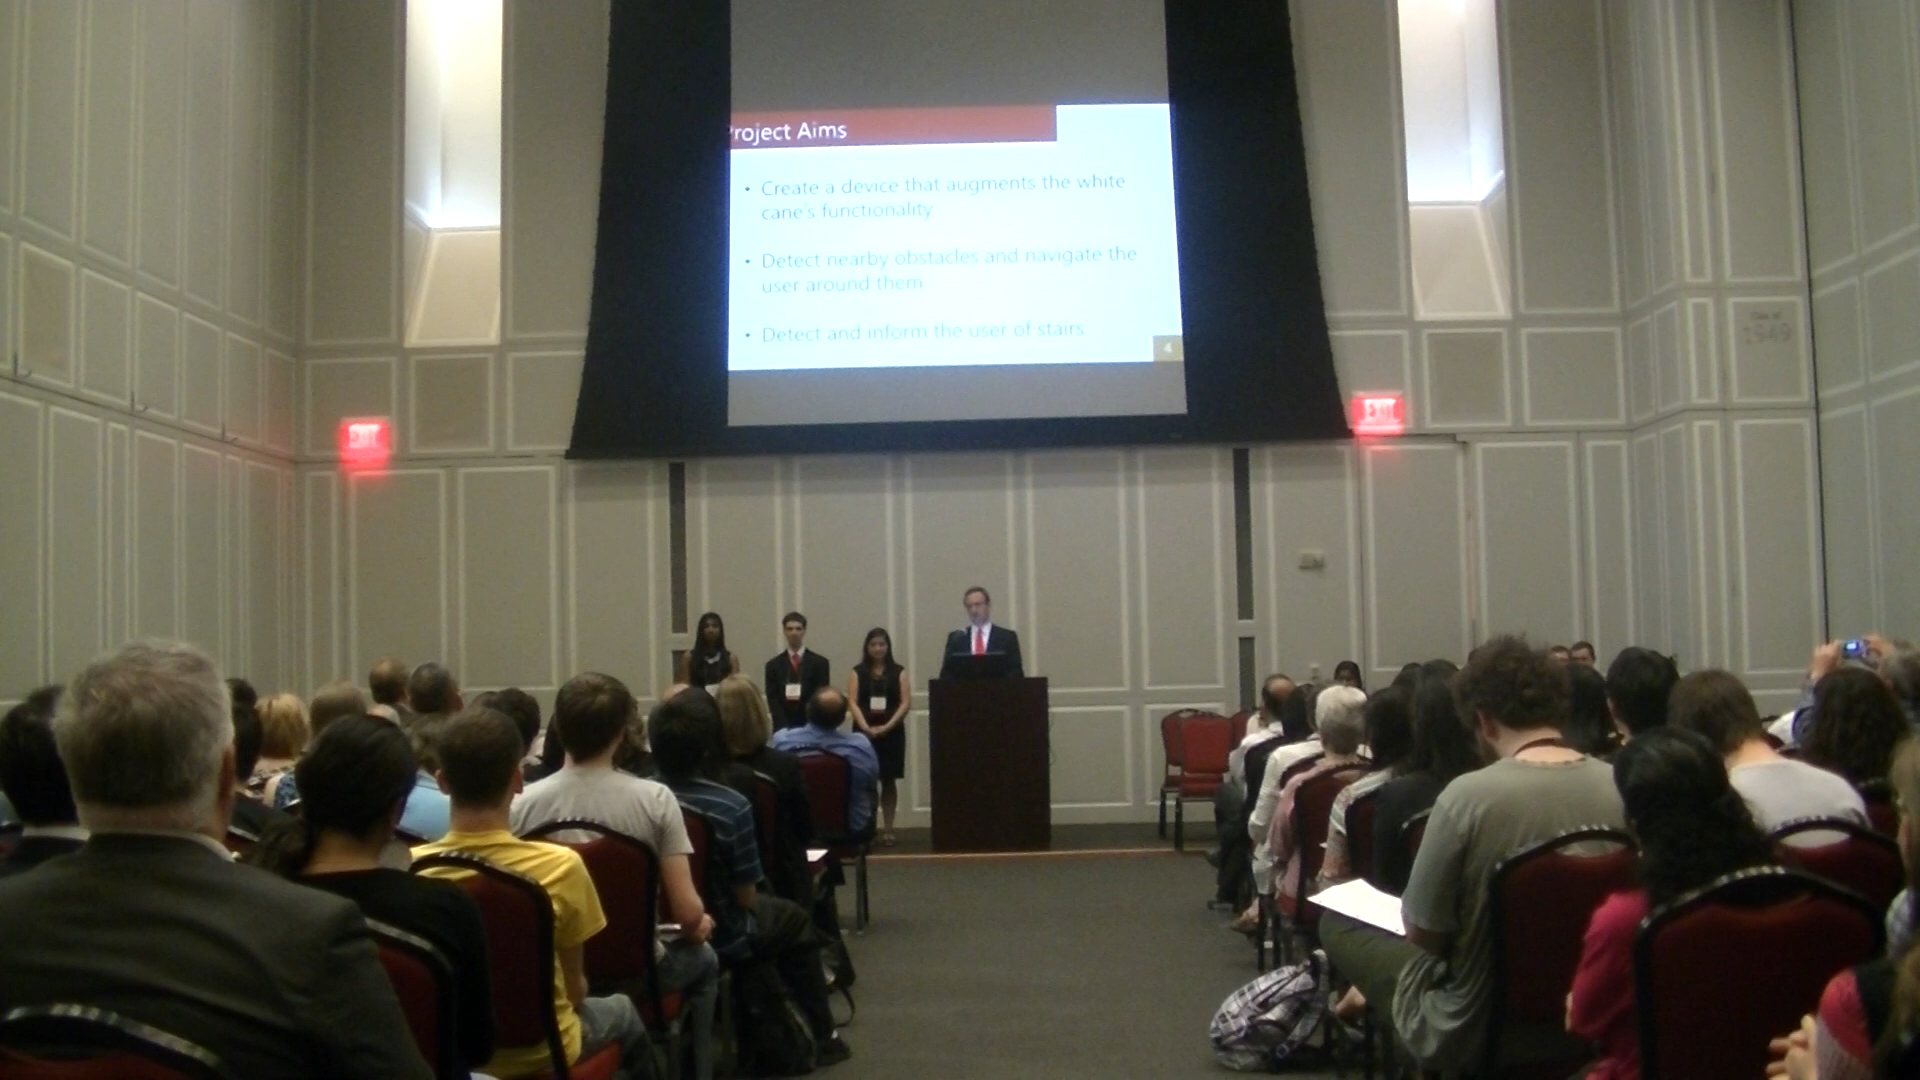 roject Aims
• Create a device that augments the white
cane's functionality
• Detect nearby obstacles and navigate the
user around them
• Detect and inform the user of stairs
4
EXIT
EXIT
1949